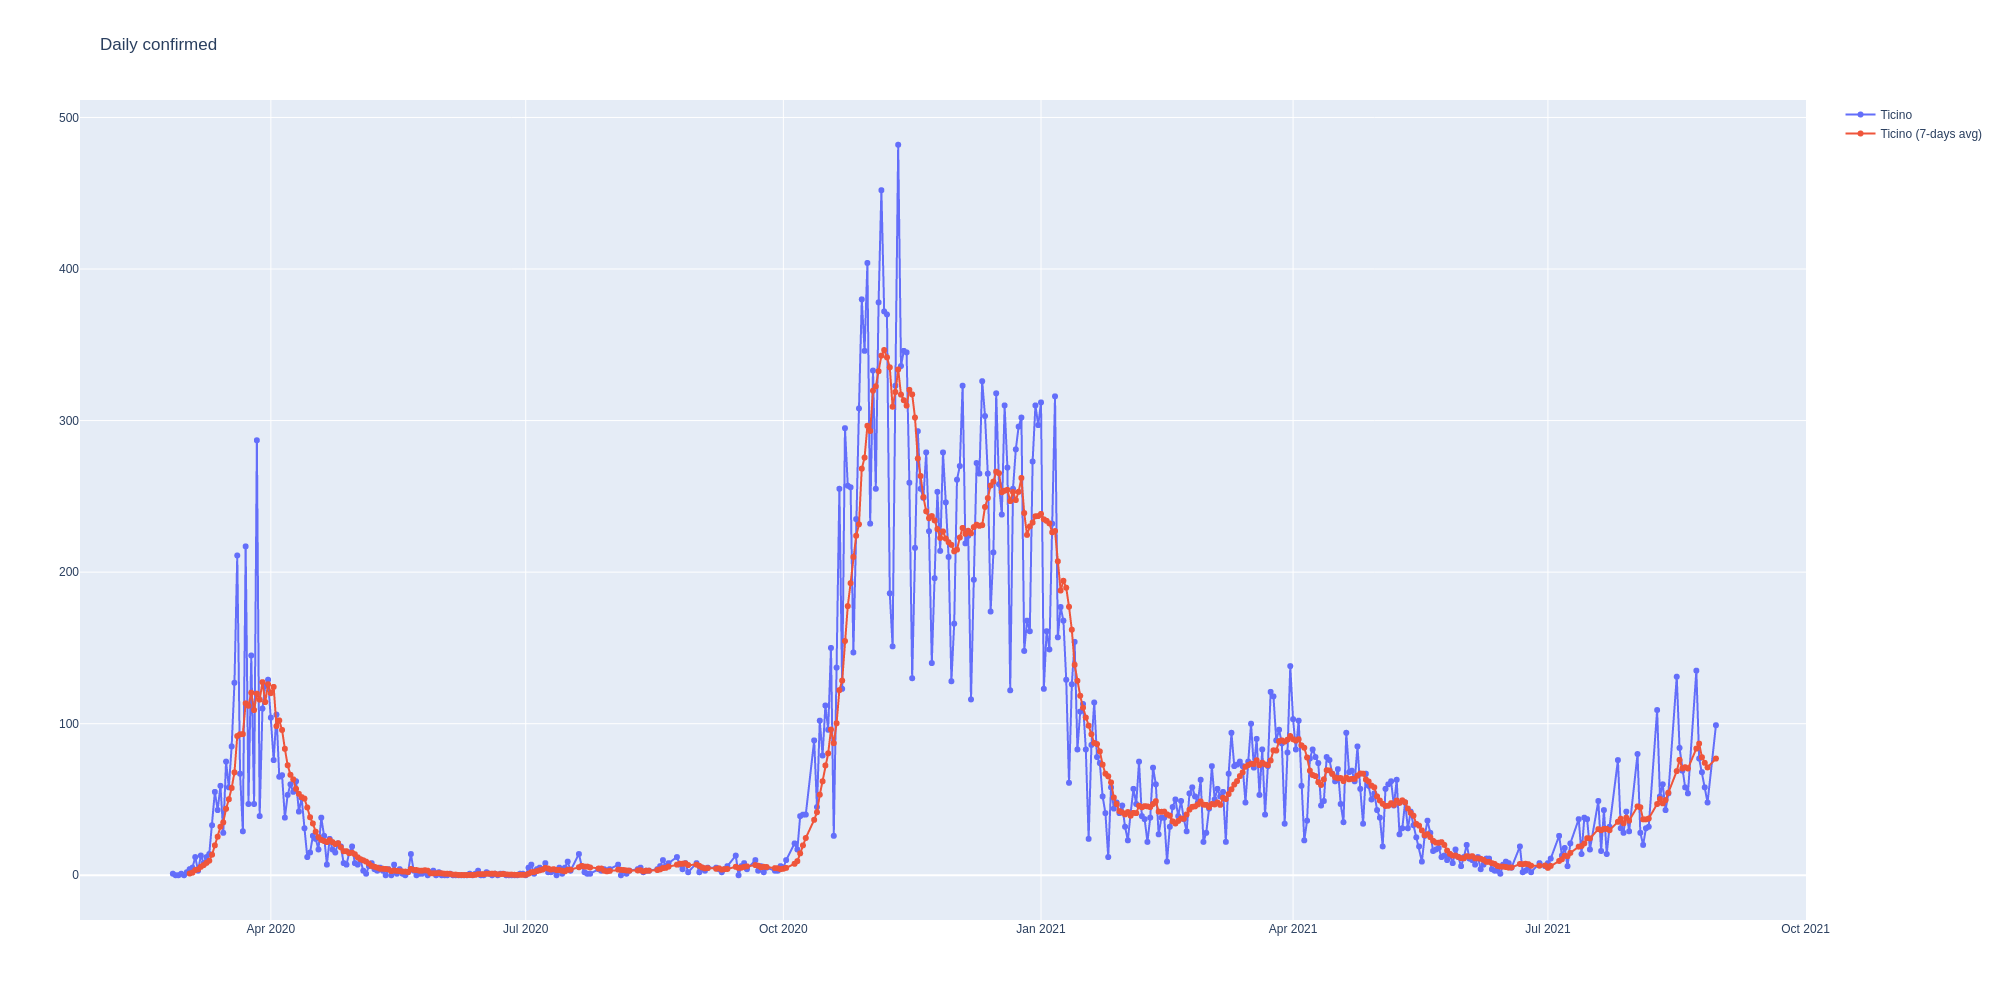 Daily confirmed
Ticino
Ticino (7-days avg)
500
400
300
200
100
0
Apr 2020
Jul 2020
Oct 2020
Jan 2021
Apr 2021
Jul 2021
Oct 2021